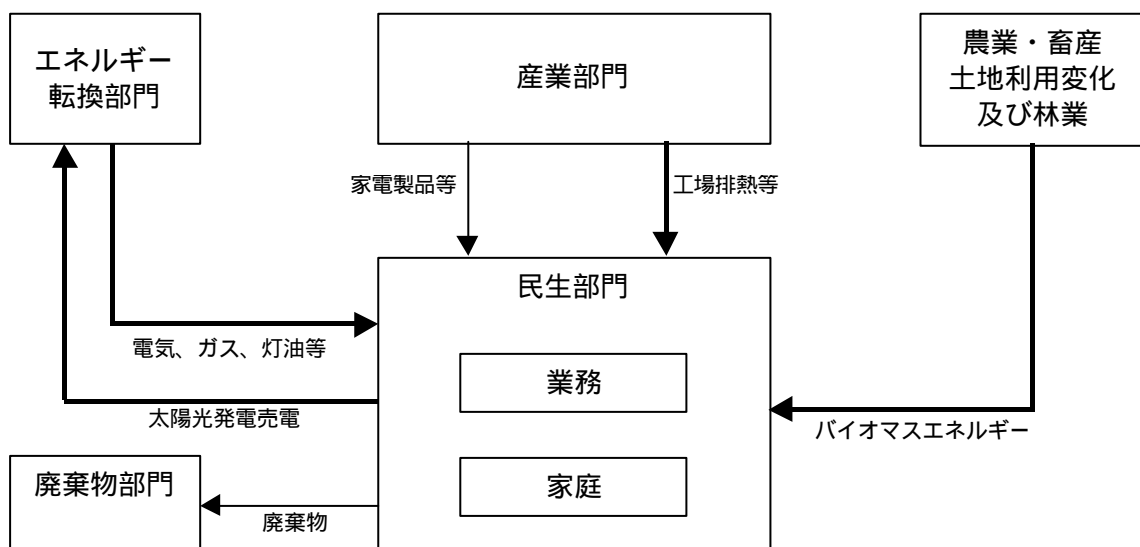 エネルギー
転換部門
産業部門
農業・畜産
土地利用変化
及び林業
家電製品等
工場排熱等
民生部門
電気、ガス、灯油等
業務
太陽光発電売電
バイオマスエネルギー
廃棄物部門
家庭
廃棄物